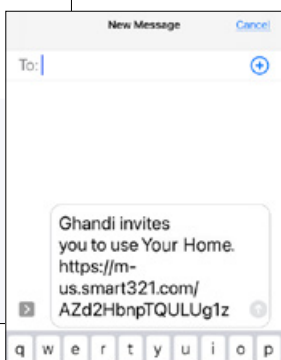 New Message Cancel
To:
Ghandi invites
you to use Your Home.
https://m-
us.smart321.com/
AZd2HbnpTQULUg1z
q w e r t y u i o p